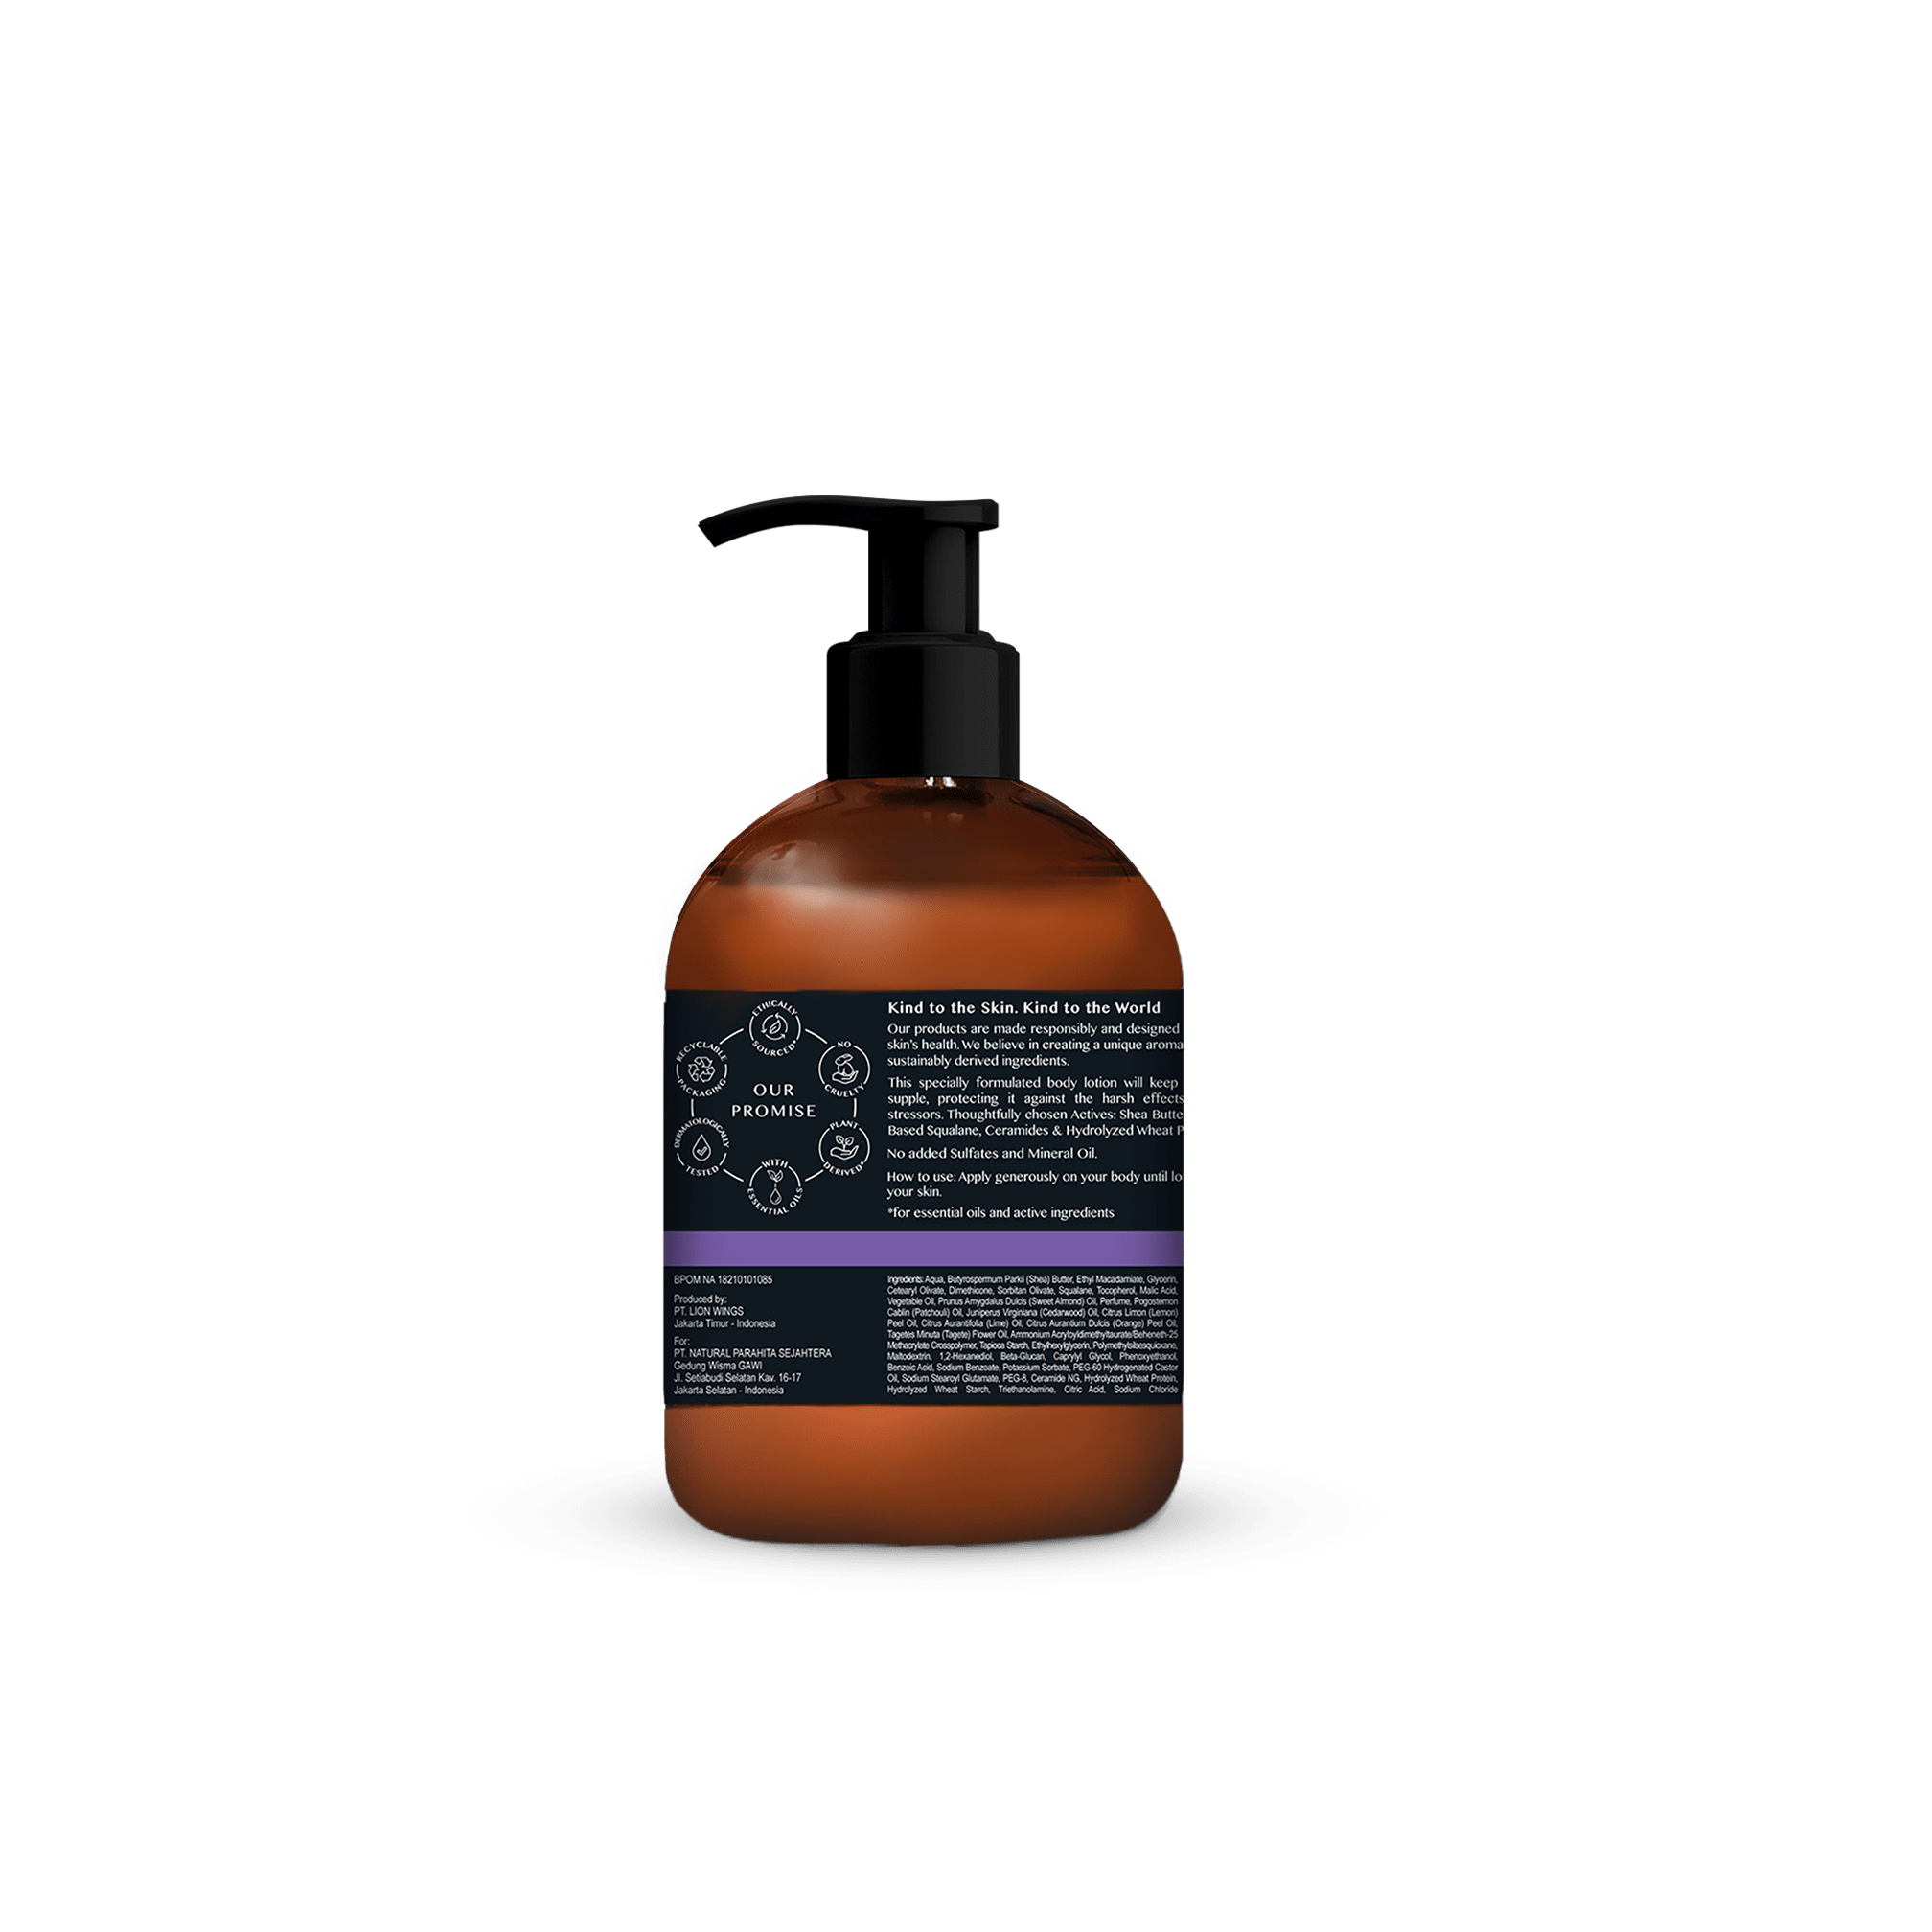 ETHICALLY
SOURCED*
NO
CRUELTY
PLANT
DERIVED*
WITH
ESSENTIAL OILS
DERMATOLOGICALLY
TESTED
RECYCLABLE
PACKAGING
OUR
PROMISE
Kind to the Skin. Kind to the World
Our products are made responsibly and designed
skin's health. We believe in creating a unique aroma
sustainably derived ingredients.
This specially formulated body lotion will keep
supple, protecting it against the harsh effects
stressors. Thoughtfully chosen Actives: Shea Butte
Based Squalane, Ceramides & Hydrolyzed Wheat P
No added Sulfates and Mineral Oil.
How to use: Apply generously on your body until lo
your skin.
*for essential oils and active ingredients
BPOM NA 18210101085
Produced by:
PT. LION WINGS
Jakarta Timur - Indonesia
For:
PT. NATURAL PARAHITA SEJAHTERA
Gedung Wisma GAWI
Jl. Setiabudi Selatan Kav. 16-17
Jakarta Selatan - Indonesia
Ingredients: Aqua, Butyrospermum Parkii (Shea) Butter, Ethyl Macadamiate, Glycerin,
Cetearyl Olivate, Dimethicone, Sorbitan Olivate, Squalane, Tocopherol, Malic Acid,
Vegetable Oil, Prunus Amygdalus Dulcis (Sweet Almond) Oil, Perfume, Pogostemon
Cablin (Patchouli) Oil, Juniperus Virginiana (Cedarwood) Oil, Citrus Limon (Lemon)
Peel Oil, Citrus Aurantifolia (Lime) Oil, Citrus Aurantium Dulcis (Orange) Peel Oil,
Tagetes Minuta (Tagete) Flower Oil, Ammonium Acryloyldimethyltaurate/Beheneth-25
Methacrylate Crosspolymer, Tapioca Starch, Ethylhexylglycerin, Polymethylsilsesquioxane,
Maltodextrin, 1,2-Hexanediol, Beta-Glucan, Caprylyl Glycol, Phenoxyethanol,
Benzoic Acid, Sodium Benzoate, Potassium Sorbate, PEG-60 Hydrogenated Castor
Oil, Sodium Stearoyl Glutamate, PEG-8, Ceramide NG, Hydrolyzed Wheat Protein,
Hydrolyzed Wheat Starch, Triethanolamine, Citric Acid, Sodium Chloride